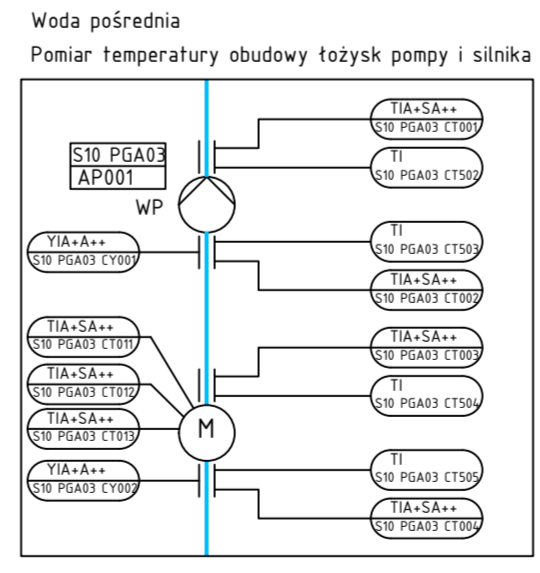 Woda pośrednia
Pomiar temperatury obudowy łożysk pompy i silnika
TIA+SA++
S10 PGA03 CT001
S10 PGA03
AP001
TI
S10 PGA03 CT502
WP
YIA+A++
S10 PGA03 CY001
TI
S10 PGA03 CT503
TIA+SA++
S10 PGA03 CT002
TIA+SA++
S10 PGA03 CT011
TIA+SA++
S10 PGA03 CT003
TIA+SA++
S10 PGA03 CT012
TI
S10 PGA03 CT504
TIA+SA++
S10 PGA03 CT013
M
YIA+A++
S10 PGA03 CY002
TI
S10 PGA03 CT505
TIA+SA++
S10 PGA03 CT004